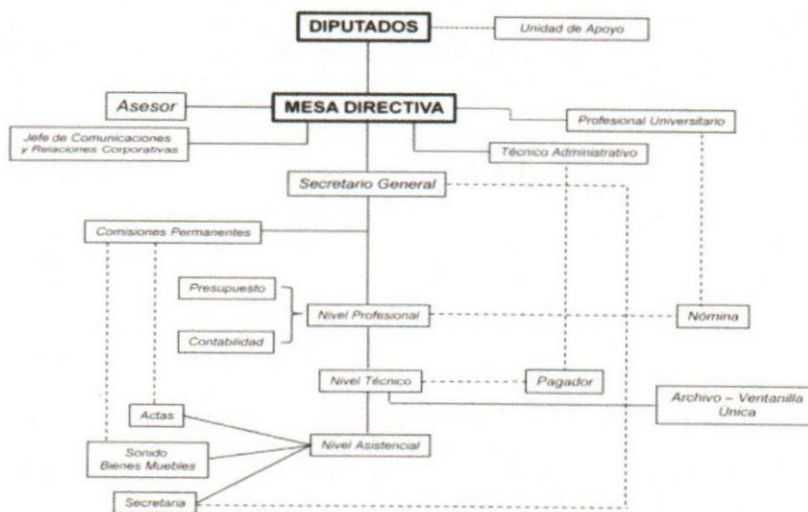 DIPUTADOS
Unidad de Apoyo
Asesor
MESA DIRECTIVA
Profesional Universitario
Jefe de Comunicaciones
y Relaciones Corporativas
Técnico Administrativo
Secretario General
Comisiones Permanentes
Presupuesto
Nivel Profesional
Nómina
Contabilidad
Nivel Técnico
Pagador
Archivo – Ventanilla
Única
Actas
Nivel Asistencial
Sonido
Bienes Muebles
Secretaria